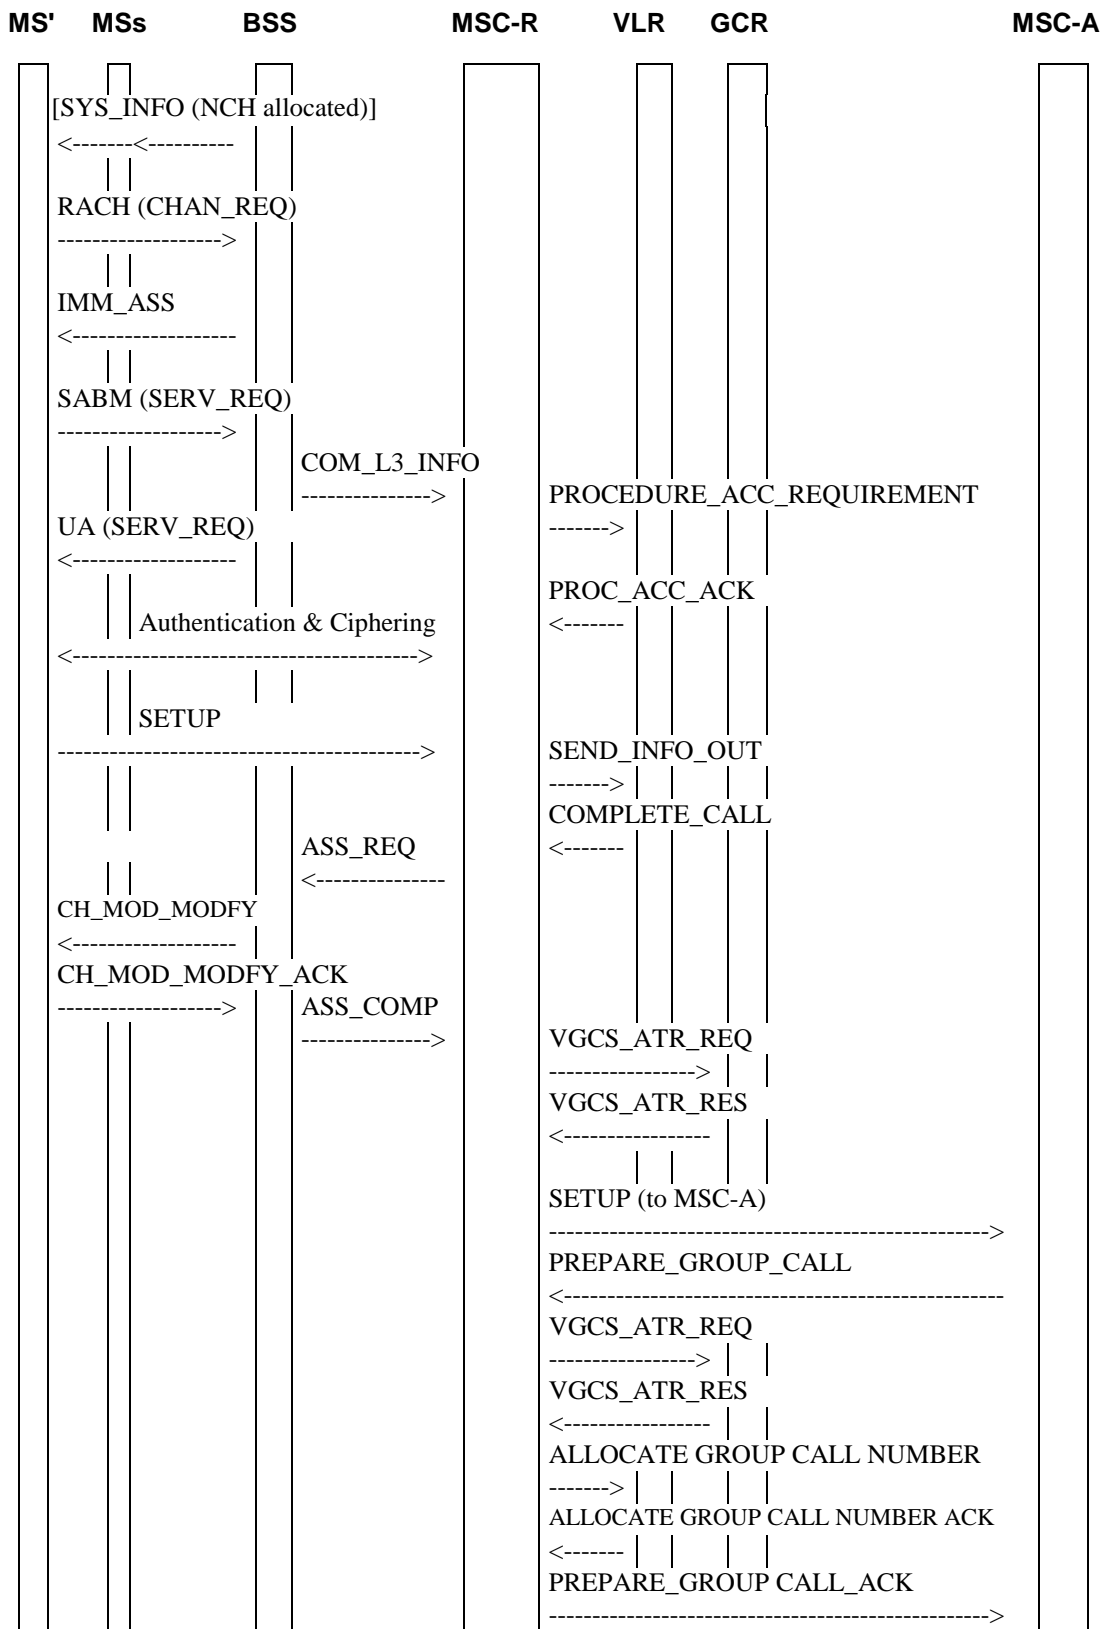 MS' MSs BSS MSC-R VLR GCR MSC-A
[SYS_INFO (NCH allocated)]
<-------<----------
RACH (CHAN_REQ)
------------------->
IMM_ASS
<-------------------
SABM (SERV_REQ)
------------------->
COM_L3_INFO
---------------> PROCEDURE_ACC_REQUIREMENT
UA (SERV_REQ) ------->
<-------------------
PROC_ACC_ACK
Authentication & Ciphering <-------
<---------------------------------------->
SETUP
------------------------------------------> SEND_INFO_OUT
------->
COMPLETE_CALL
ASS_REQ <-------
<---------------
CH_MOD_MODFY
<-------------------
CH_MOD_MODFY_ACK
-------------------> ASS_COMP
---------------> VGCS_ATR_REQ
----------------->
VGCS_ATR_RES
<-----------------
SETUP (to MSC-A)
--------------------------------------------------->
PREPARE_GROUP_CALL
<---------------------------------------------------
VGCS_ATR_REQ
----------------->
VGCS_ATR_RES
<-----------------
ALLOCATE GROUP CALL NUMBER
------->
ALLOCATE GROUP CALL NUMBER ACK
<-------
PREPARE_GROUP CALL_ACK
--------------------------------------------------->